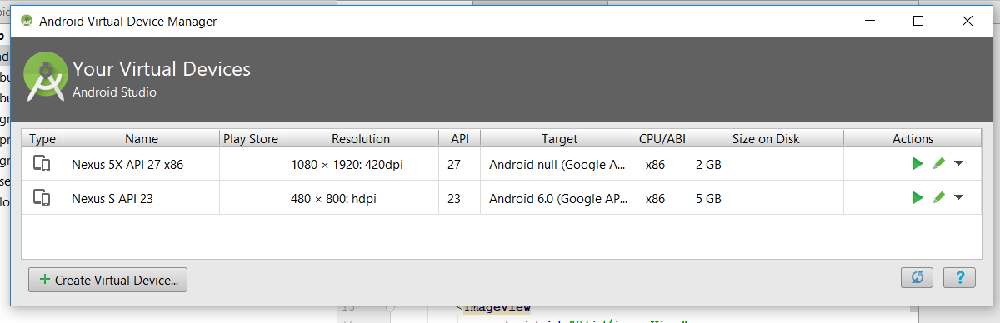 Android Virtual Device Manager
Your Virtual Devices
Android Studio
Type Name Play Store Resolution API Target CPU/ABI Size on Disk Actions
Nexus 5X API 27 x86 1080 × 1920: 420dpi 27 Android null (Google A... x86 2 GB
Nexus S API 23 480 × 800: hdpi 23 Android 6.0 (Google AP... x86 5 GB
+ Create Virtual Device... ?
<ImageView